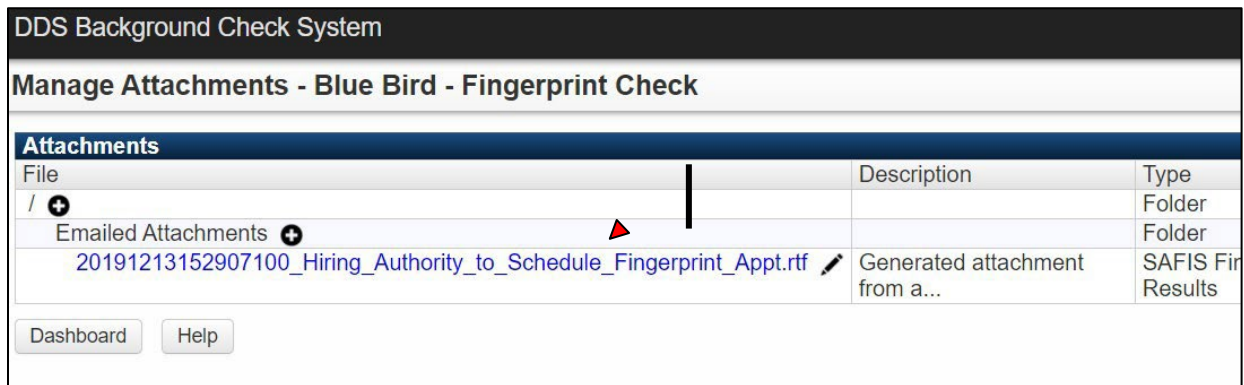 DDS Background Check System
Manage Attachments - Blue Bird - Fingerprint Check
Attachments
File Description Type
/ Folder
Emailed Attachments Folder
20191213152907100_Hiring_Authority_to_Schedule_Fingerprint_Appt.rtf Generated attachment SAFIS Fin
from a... Results
Dashboard Help